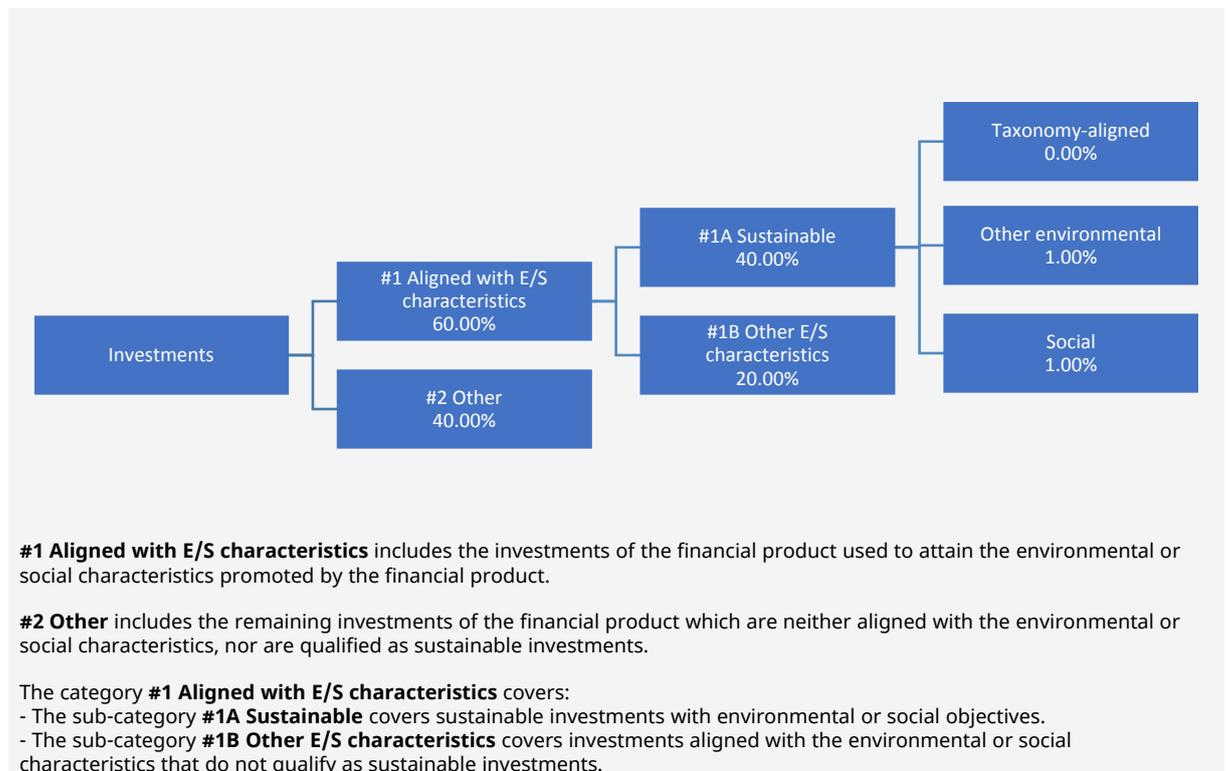 Taxonomy-aligned
0.00%
Other environmental
1.00%
#1A Sustainable
40.00%
#1 Aligned with E/S
characteristics
60.00%
Social
1.00%
#1B Other E/S
characteristics
20.00%
Investments
#2 Other
40.00%
#1 Aligned with E/S characteristics includes the investments of the financial product used to attain the environmental or
social characteristics promoted by the financial product.
#2 Other includes the remaining investments of the financial product which are neither aligned with the environmental or
social characteristics, nor are qualified as sustainable investments.
The category #1 Aligned with E/S characteristics covers:
- The sub-category #1A Sustainable covers sustainable investments with environmental or social objectives.
- The sub-category #1B Other E/S characteristics covers investments aligned with the environmental or social
characteristics that do not qualify as sustainable investments.